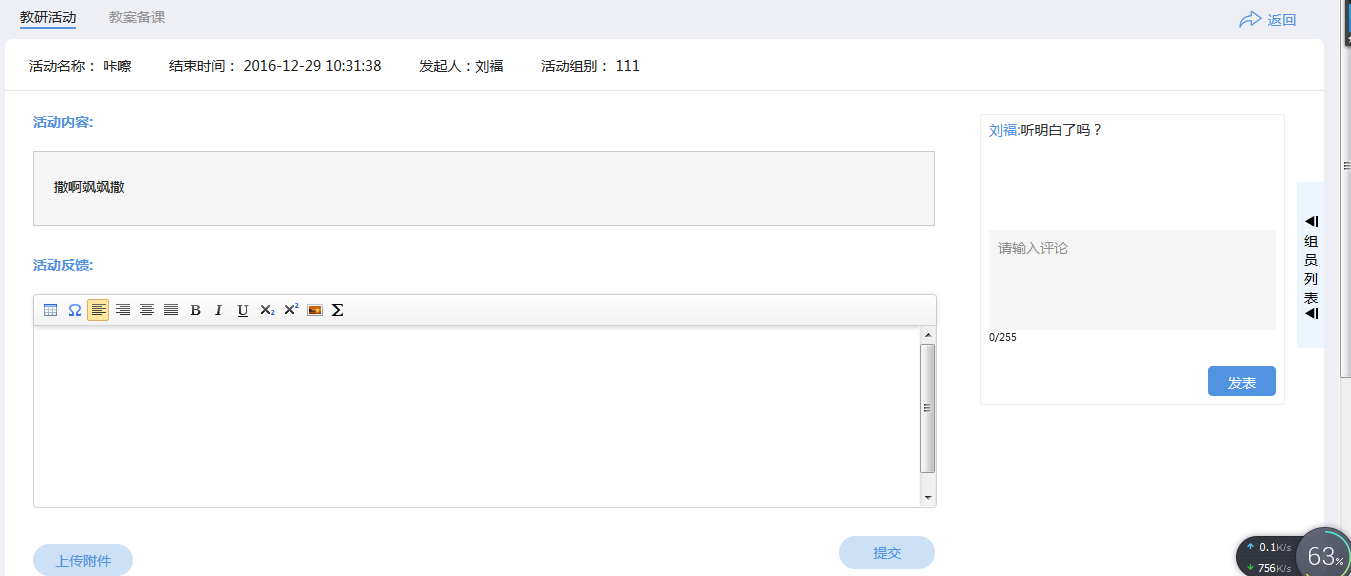 教研活动 教案备课 返回
活动名称： 咔嚓 结束时间： 2016-12-29 10:31:38 发起人：刘福 活动组别： 111
活动内容:
撒啊飒飒撒
活动反馈:
Ω B I U X₂ X² Σ
上传附件
提交
刘福:听明白了吗？
请输入评论
0/255
发表
组员列表
0.1K/s
756K/s
63%